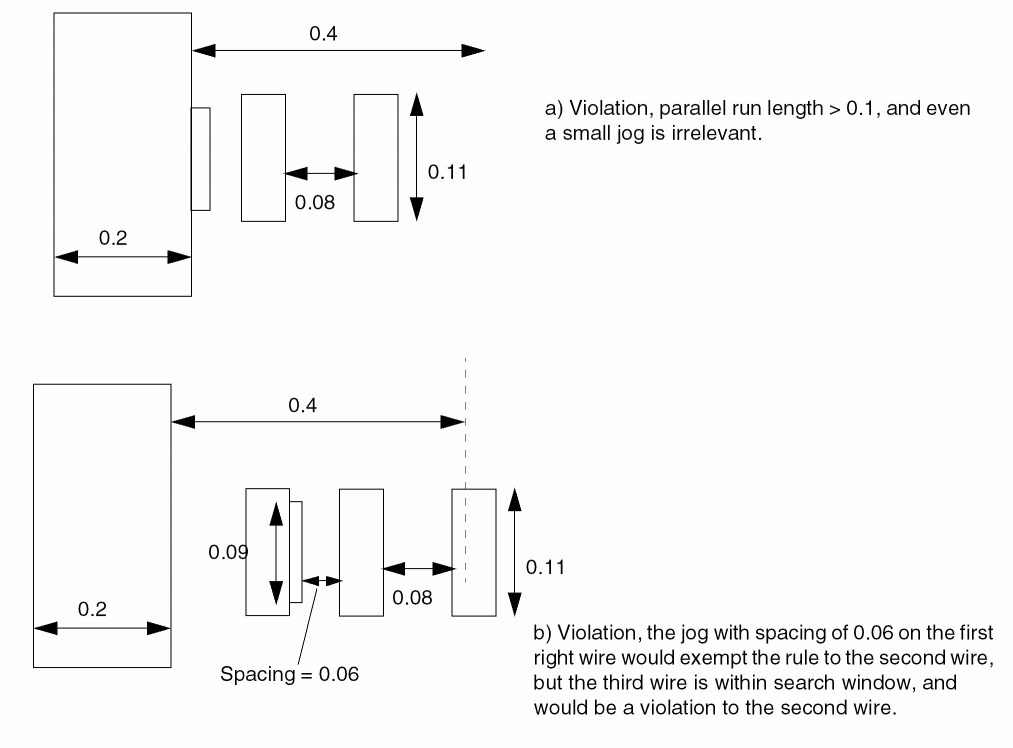 0.4
a) Violation, parallel run length > 0.1, and even
a small jog is irrelevant.
0.11
0.08
0.2
0.4
0.09
0.11
0.08
0.2
b) Violation, the jog with spacing of 0.06 on the first
right wire would exempt the rule to the second wire,
but the third wire is within search window, and
would be a violation to the second wire.
Spacing = 0.06